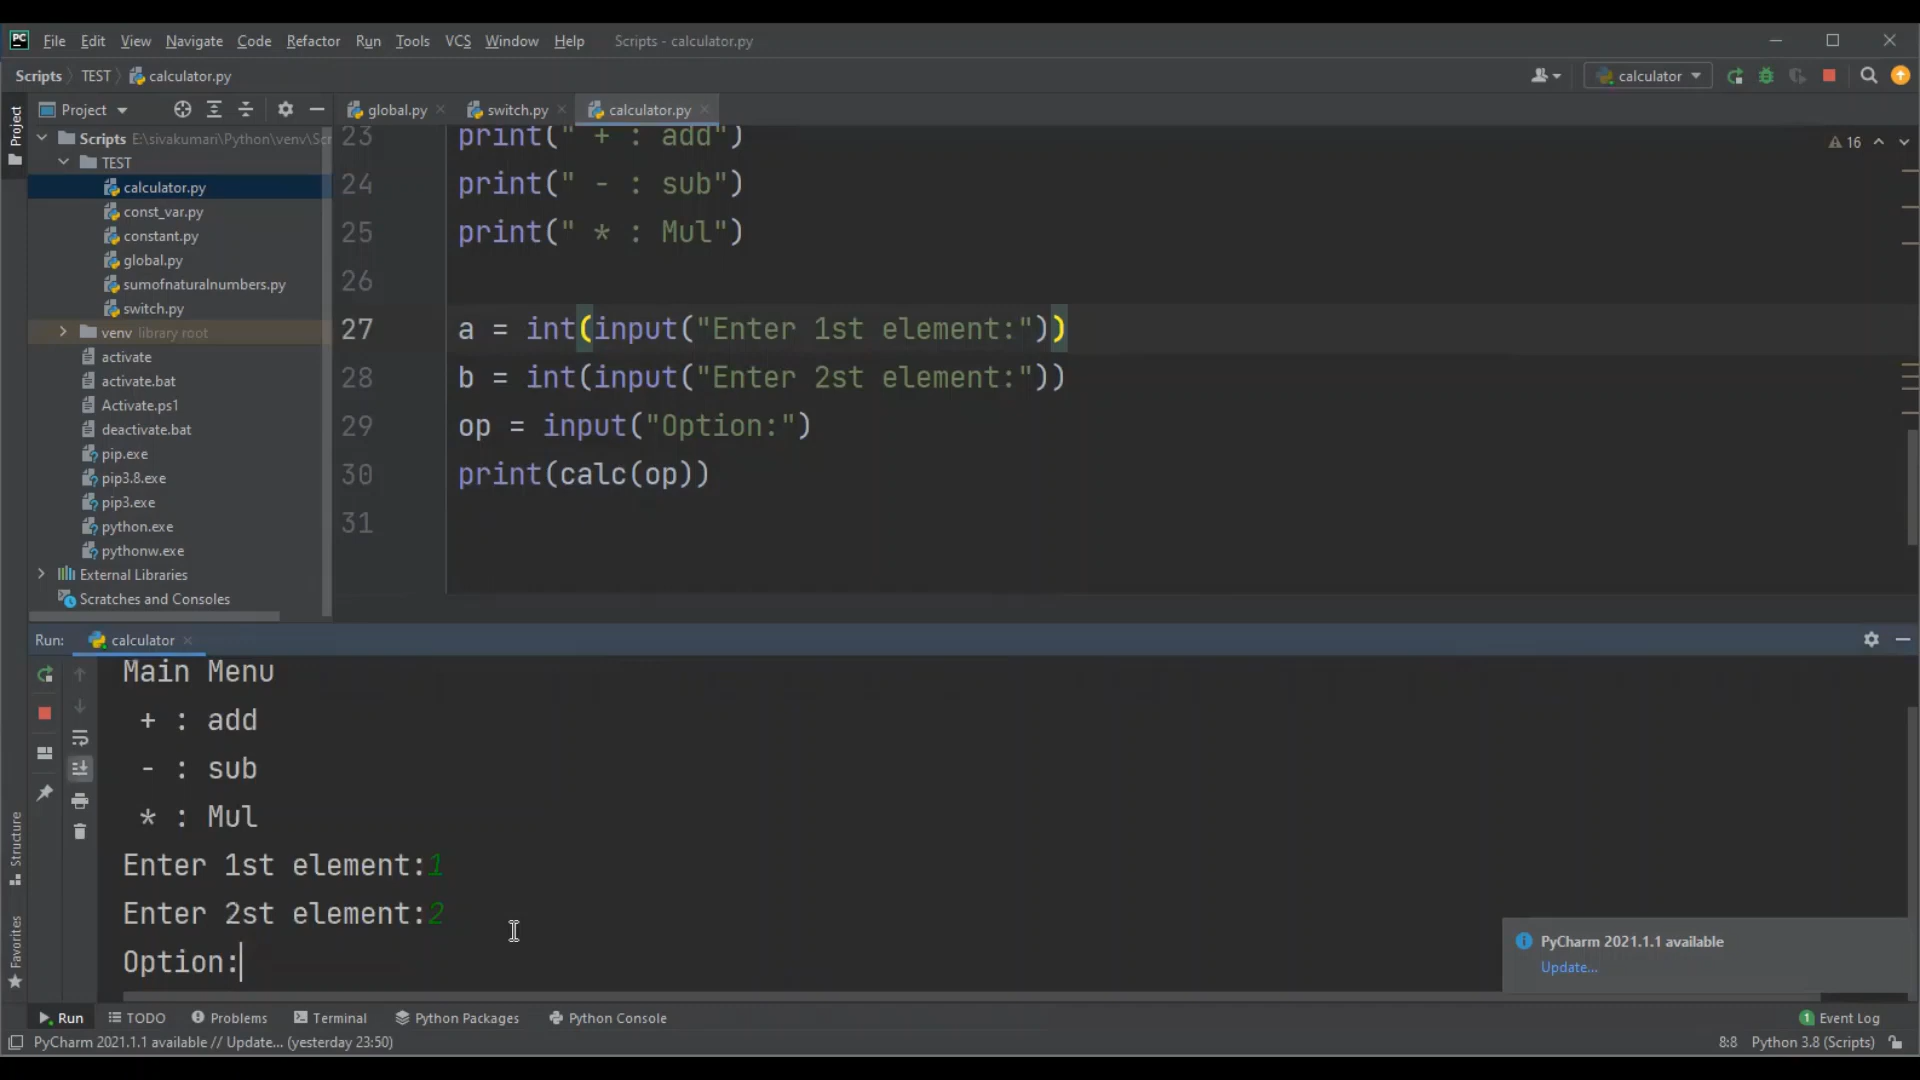 PC File Edit View Navigate Code Refactor Run Tools VCS Window Help Scripts - calculator.py
Scripts TEST calculator.py calculator
Project
Project
global.py switch.py calculator.py
Scripts E:\sivakumari\Python\venv\Scr
TEST
calculator.py
const_var.py
constant.py
global.py
sumofnaturalnumbers.py
switch.py
venv library root
activate
activate.bat
Activate.ps1
deactivate.bat
pip.exe
pip3.8.exe
pip3.exe
python.exe
pythonw.exe
External Libraries
Scratches and Consoles
16
23 print(" + : add")
24 print(" - : sub")
25 print(" * : Mul")
26
27 a = int(input("Enter 1st element:"))
28 b = int(input("Enter 2st element:"))
29 op = input("Option:")
30 print(calc(op))
31
Run: calculator
Main Menu
+ : add
- : sub
* : Mul
Enter 1st element:1
Enter 2st element:2
Option:
Structure
Favorites
PyCharm 2021.1.1 available
Update...
Run TODO Problems Terminal Python Packages Python Console 1 Event Log
PyCharm 2021.1.1 available // Update... (yesterday 23:50) 8:8 Python 3.8 (Scripts)